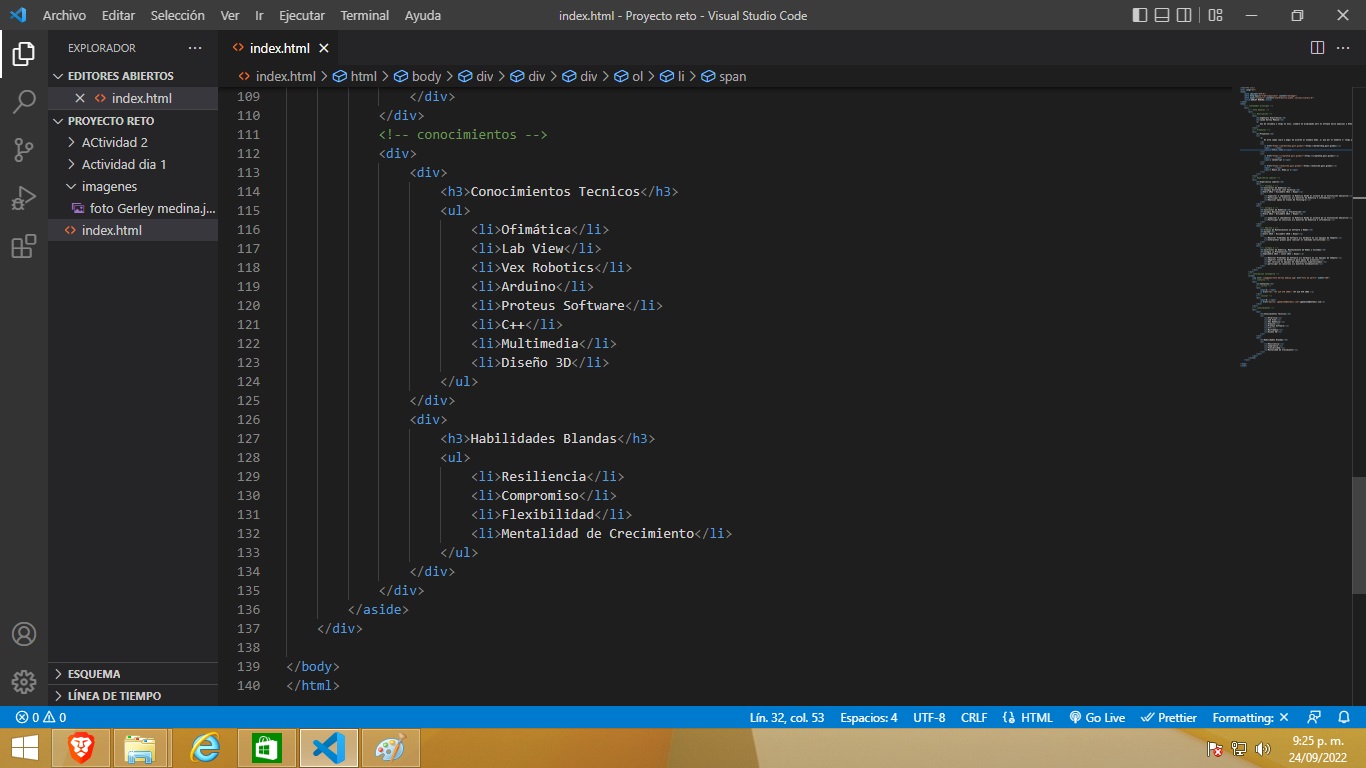 Archivo Editar Selección Ver Ir Ejecutar Terminal Ayuda index.html - Proyecto reto - Visual Studio Code
EXPLORADOR
EDITORES ABIERTOS
index.html
PROYECTO RETO
ACtividad 2
Actividad dia 1
imagenes
foto Gerley medina.j...
index.html
ESQUEMA
LÍNEA DE TIEMPO
index.html
index.html > html > body > div > div > div > ol > li > span
109 </div>
110 </div>
111 <!-- conocimientos -->
112 <div>
113 <div>
114 <h3>Conocimientos Tecnicos</h3>
115 <ul>
116 <li>Ofimática</li>
117 <li>Lab View</li>
118 <li>Vex Robotics</li>
119 <li>Arduino</li>
120 <li>Proteus Software</li>
121 <li>C++</li>
122 <li>Multimedia</li>
123 <li>Diseño 3D</li>
124 </ul>
125 </div>
126 <div>
127 <h3>Habilidades Blandas</h3>
128 <ul>
129 <li>Resiliencia</li>
130 <li>Compromiso</li>
131 <li>Flexibilidad</li>
132 <li>Mentalidad de Crecimiento</li>
133 </ul>
134 </div>
135 </div>
136 </aside>
137 </div>
138
139 </body>
140 </html>
0 0 Lín. 32, col. 53 Espacios: 4 UTF-8 CRLF HTML Go Live Prettier Formatting: ×
9:25 p. m.
24/09/2022